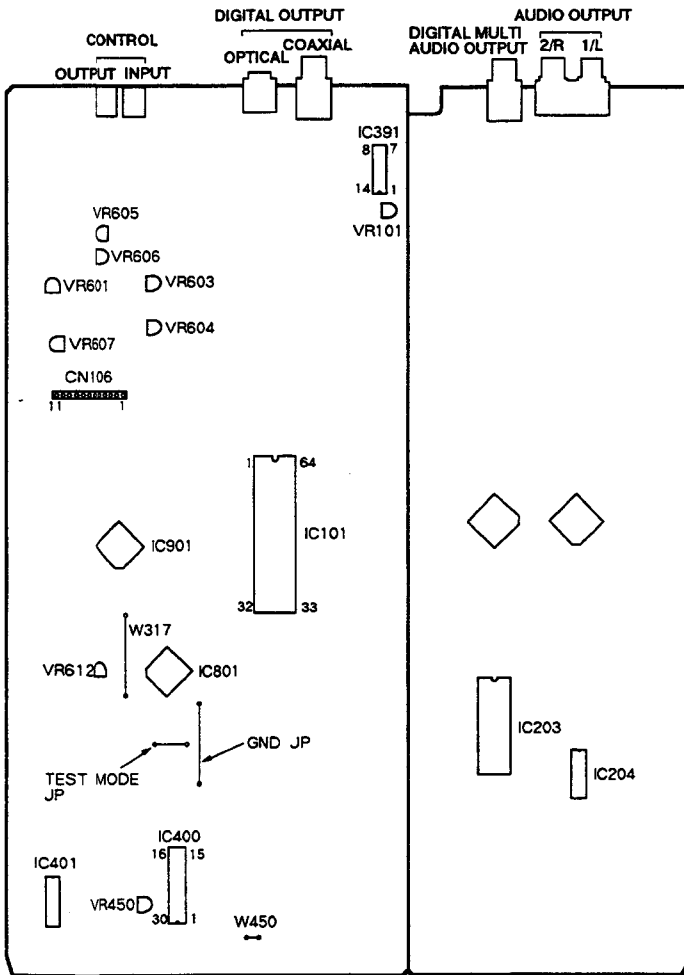 DIGITAL OUTPUT
AUDIO OUTPUT
CONTROL
OPTICAL
COAXIAL
DIGITAL MULTI
AUDIO OUTPUT
2/R
1/L
OUTPUT
INPUT
IC391
8
7
14
1
VR101
VR605
VR606
VR601
VR603
VR604
VR607
CN106
11
1
1
64
IC101
32
33
IC901
W317
VR612
IC801
GND JP
TEST MODE
JP
IC203
IC204
IC400
16
15
IC401
VR450
30
1
W450